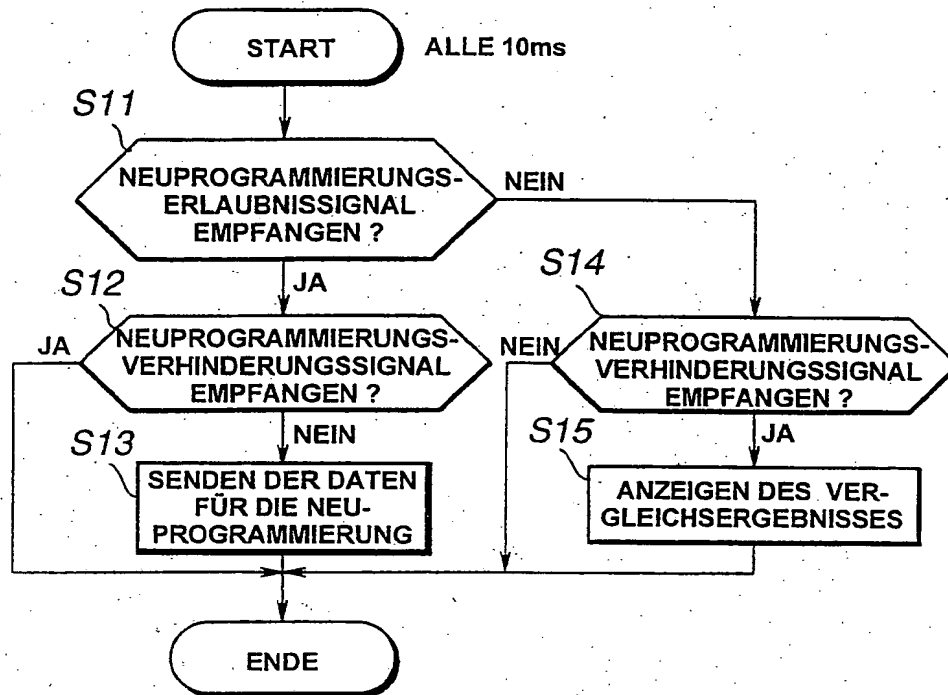 START
ALLE 10ms
S11
NEUPROGRAMMIERUNGS-
ERLAUBNISSIGNAL
EMPFANGEN ?
NEIN
JA
S12
JA
NEUPROGRAMMIERUNGS-
VERHINDERUNGSSIGNAL
EMPFANGEN ?
NEIN
S13
SENDEN DER DATEN
FÜR DIE NEU-
PROGRAMMIERUNG
S14
NEIN
NEUPROGRAMMIERUNGS-
VERHINDERUNGSSIGNAL
EMPFANGEN ?
JA
S15
ANZEIGEN DES VER-
GLEICHSERGEBNISSES
ENDE